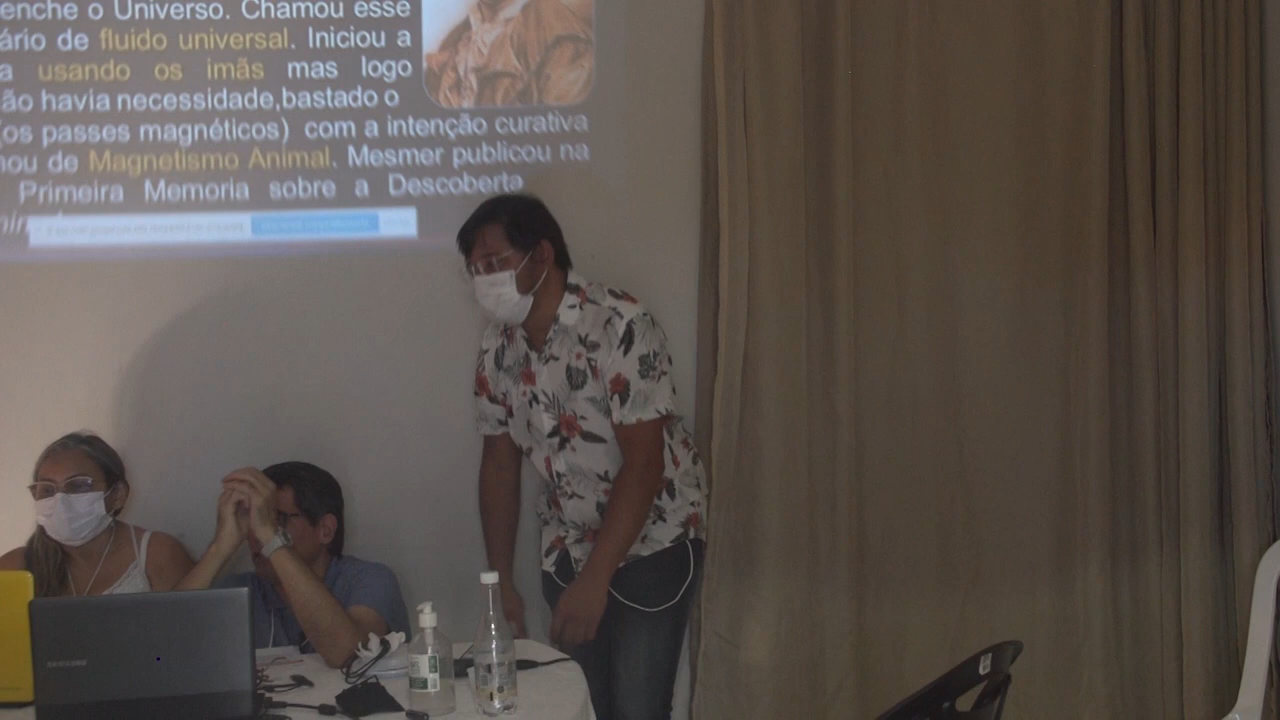 enche o Universo. Chamou esse
ário de fluido universal. Iniciou a
a usando os imãs mas logo
ão havia necessidade,bastado o
(os passes magnéticos) com a intenção curativa
nou de Magnetismo Animal. Mesmer publicou na
Primeira Memoria sobre a Descoberta
SAMSUNG